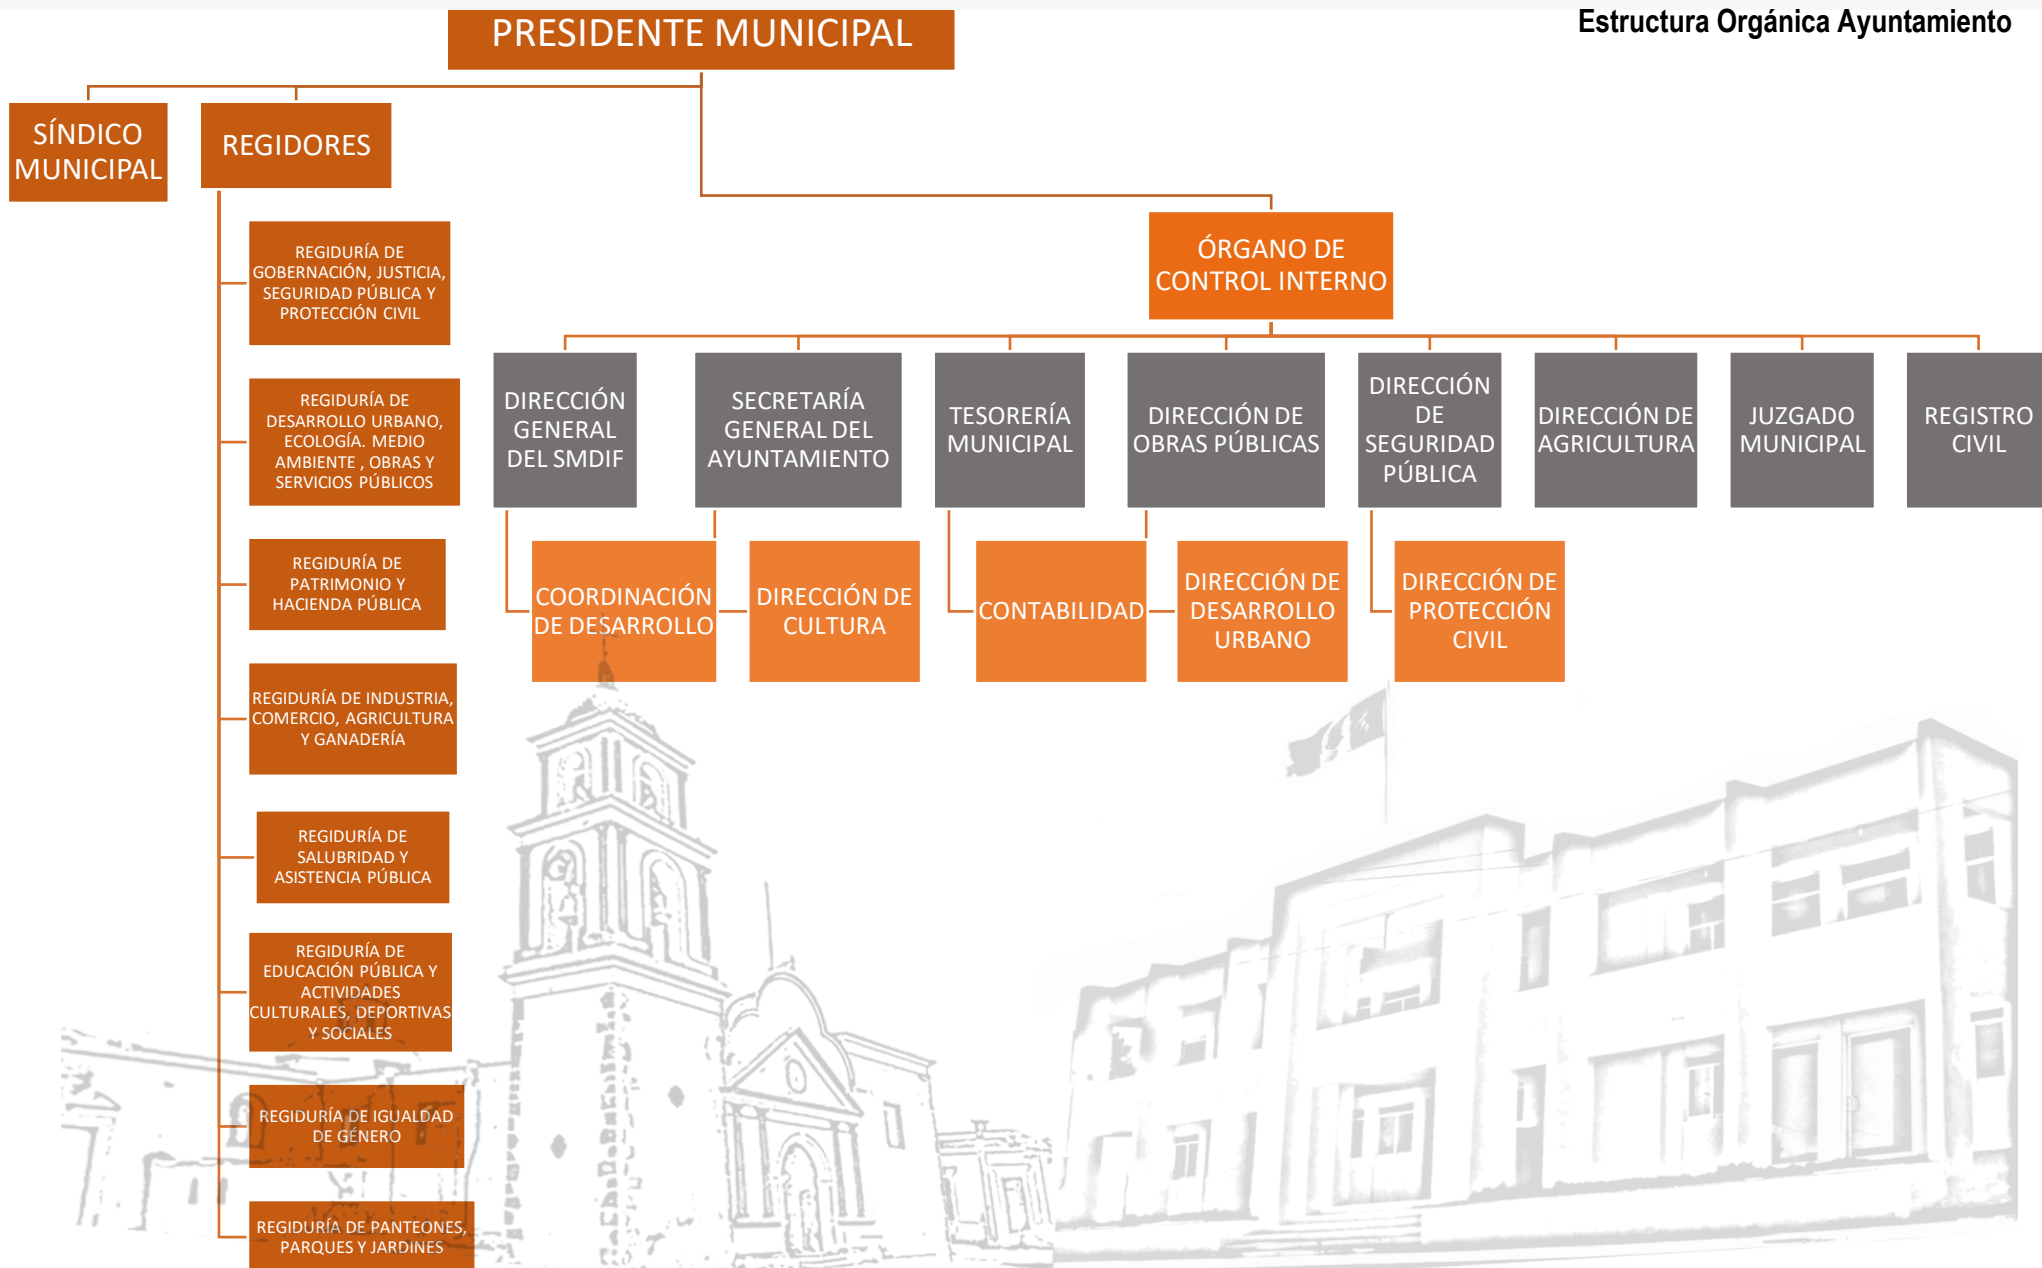 Estructura Orgánica Ayuntamiento
PRESIDENTE MUNICIPAL
SÍNDICO
MUNICIPAL
REGIDORES
REGIDURÍA DE
GOBERNACIÓN, JUSTICIA,
SEGURIDAD PÚBLICA Y
PROTECCIÓN CIVIL
REGIDURÍA DE
DESARROLLO URBANO,
ECOLOGÍA. MEDIO
AMBIENTE , OBRAS Y
SERVICIOS PÚBLICOS
REGIDURÍA DE
PATRIMONIO Y
HACIENDA PÚBLICA
REGIDURÍA DE INDUSTRIA,
COMERCIO, AGRICULTURA
Y GANADERÍA
REGIDURÍA DE
SALUBRIDAD Y
ASISTENCIA PÚBLICA
REGIDURÍA DE
EDUCACIÓN PÚBLICA Y
ACTIVIDADES
CULTURALES, DEPORTIVAS
Y SOCIALES
REGIDURÍA DE IGUALDAD
DE GÉNERO
REGIDURÍA DE PANTEONES,
PARQUES Y JARDINES
ÓRGANO DE
CONTROL INTERNO
DIRECCIÓN
GENERAL
DEL SMDIF
SECRETARÍA
GENERAL DEL
AYUNTAMIENTO
TESORERÍA
MUNICIPAL
DIRECCIÓN DE
OBRAS PÚBLICAS
DIRECCIÓN
DE
SEGURIDAD
PÚBLICA
DIRECCIÓN DE
AGRICULTURA
JUZGADO
MUNICIPAL
REGISTRO
CIVIL
COORDINACIÓN
DE DESARROLLO
DIRECCIÓN DE
CULTURA
CONTABILIDAD
DIRECCIÓN DE
DESARROLLO
URBANO
DIRECCIÓN DE
PROTECCIÓN
CIVIL